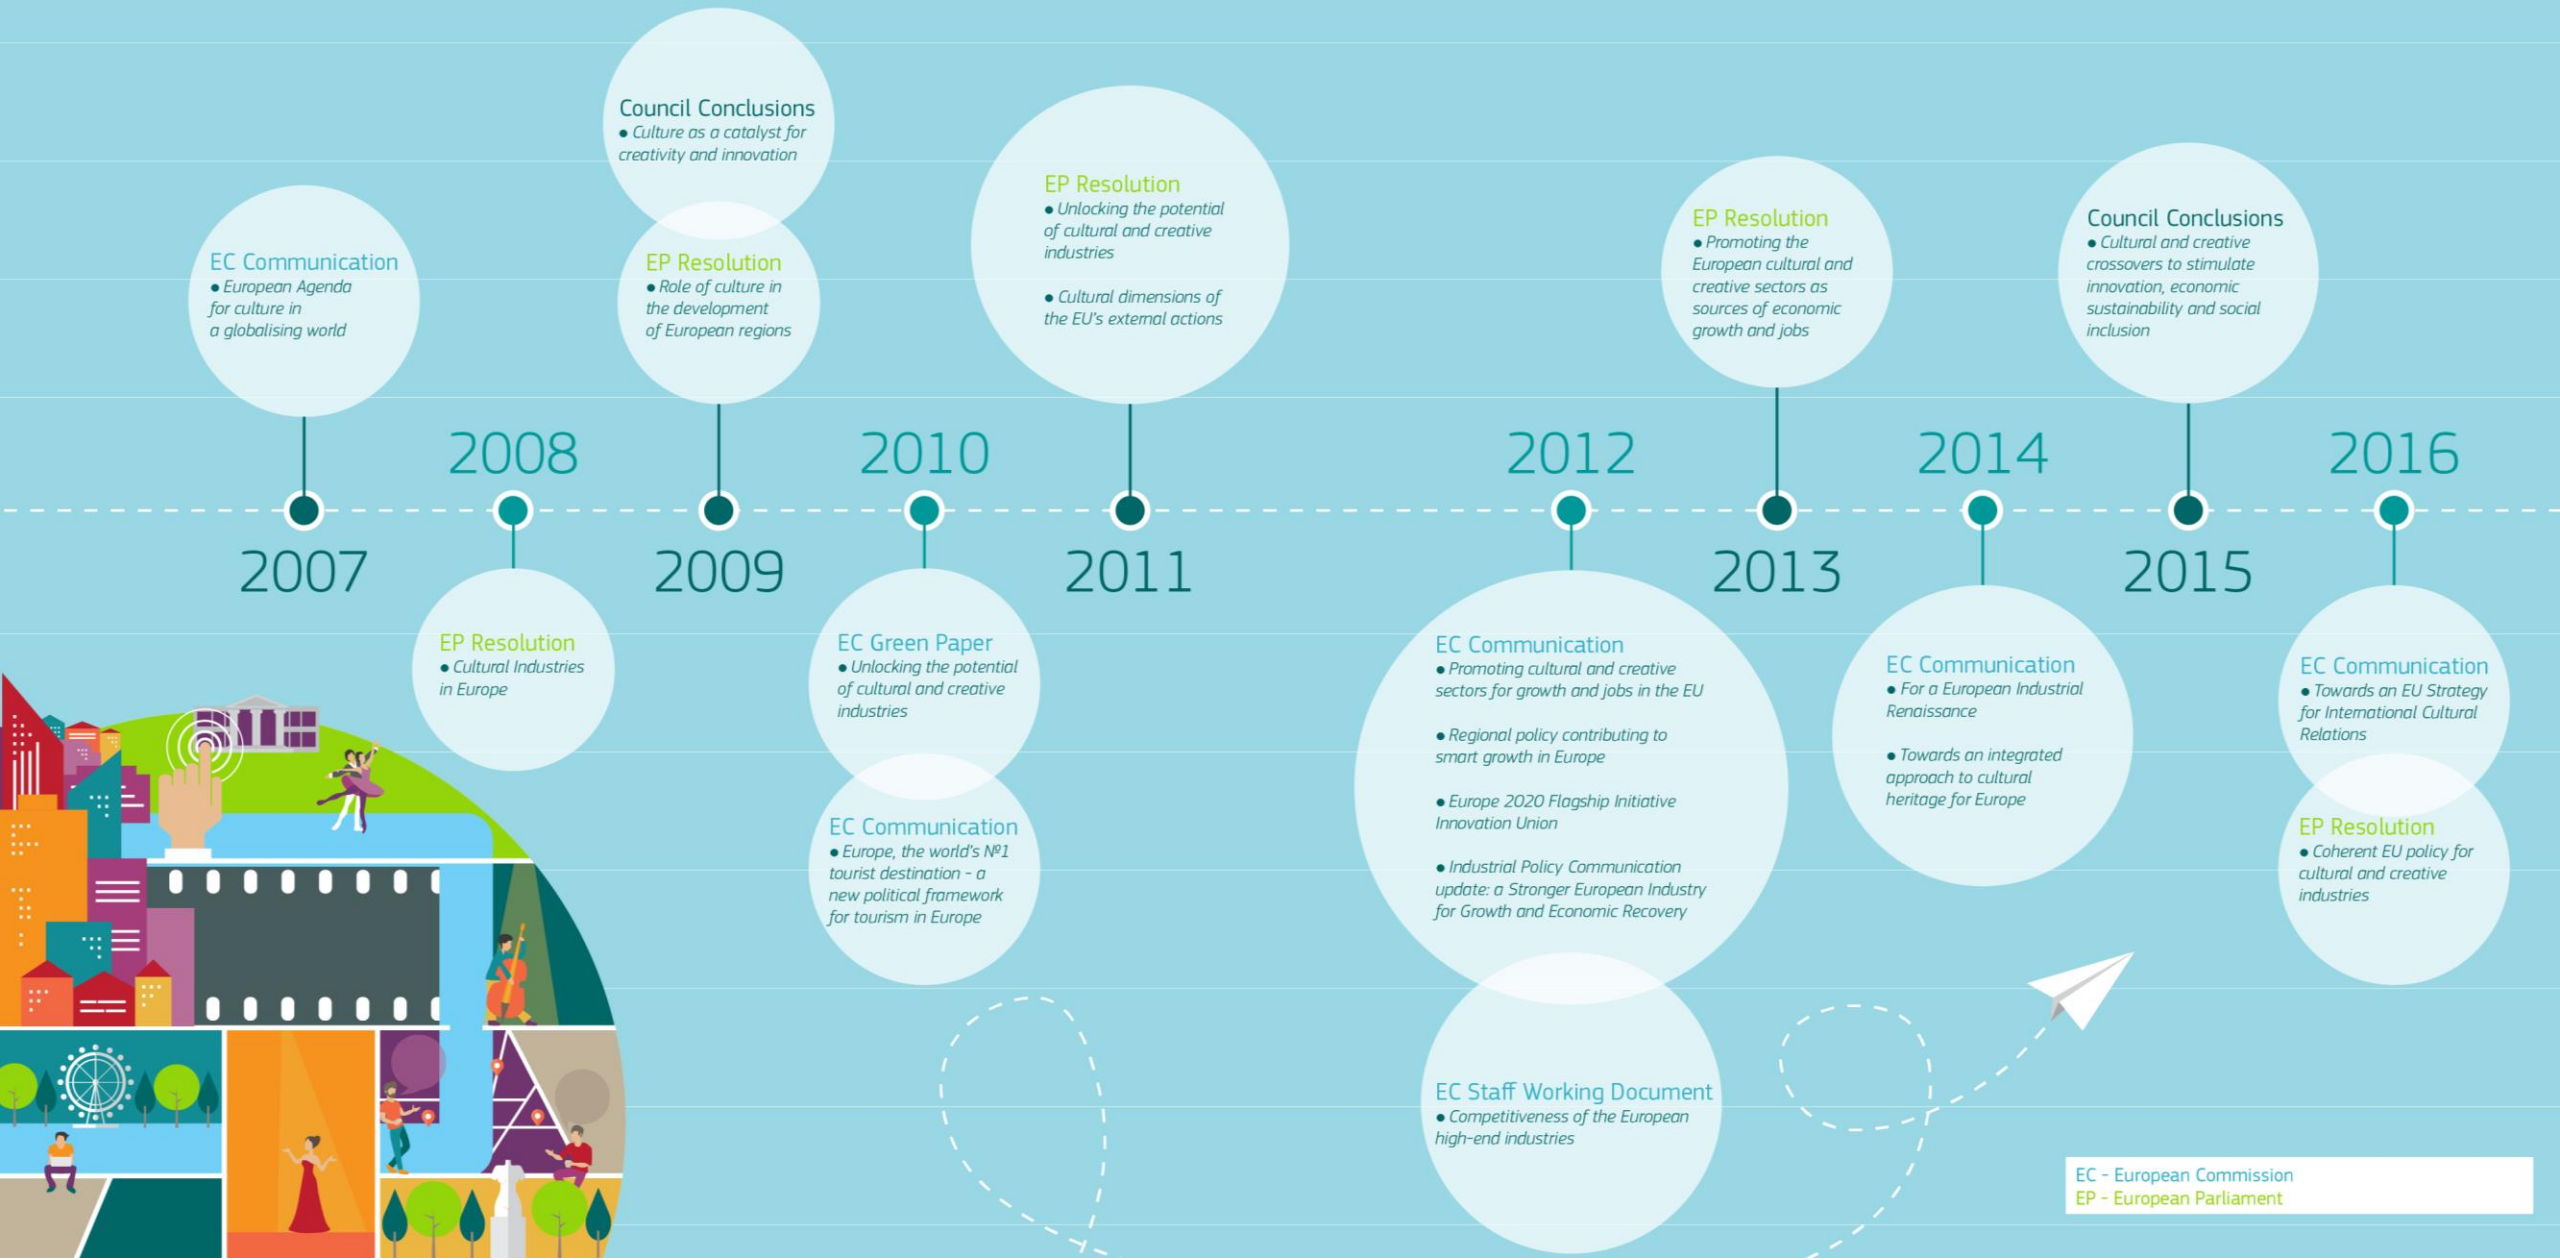 EC Communication
● European Agenda
for culture in
a globalising world
2007
2008
EP Resolution
● Cultural Industries
in Europe
Council Conclusions
● Culture as a catalyst for
creativity and innovation
EP Resolution
● Role of culture in
the development
of European regions
2009
2010
EC Green Paper
● Unlocking the potential
of cultural and creative
industries
EC Communication
● Europe, the world's Nº1
tourist destination - a
new political framework
for tourism in Europe
EP Resolution
● Unlocking the potential
of cultural and creative
industries
● Cultural dimensions of
the EU's external actions
2011
2012
EC Communication
● Promoting cultural and creative
sectors for growth and jobs in the EU
● Regional policy contributing to
smart growth in Europe
● Europe 2020 Flagship Initiative
Innovation Union
● Industrial Policy Communication
update: a Stronger European Industry
for Growth and Economic Recovery
EC Staff Working Document
● Competitiveness of the European
high-end industries
EP Resolution
● Promoting the
European cultural and
creative sectors as
sources of economic
growth and jobs
2013
2014
EC Communication
● For a European Industrial
Renaissance
● Towards an integrated
approach to cultural
heritage for Europe
Council Conclusions
● Cultural and creative
crossovers to stimulate
innovation, economic
sustainability and social
inclusion
2015
2016
EC Communication
● Towards an EU Strategy
for International Cultural
Relations
EP Resolution
● Coherent EU policy for
cultural and creative
industries
EC - European Commission
EP - European Parliament